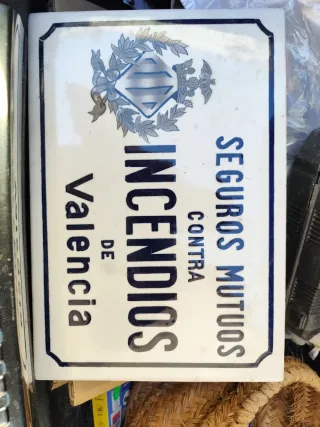 SEGUROS MUTUOS
CONTRA
INCENDIOS
DE
Valencia